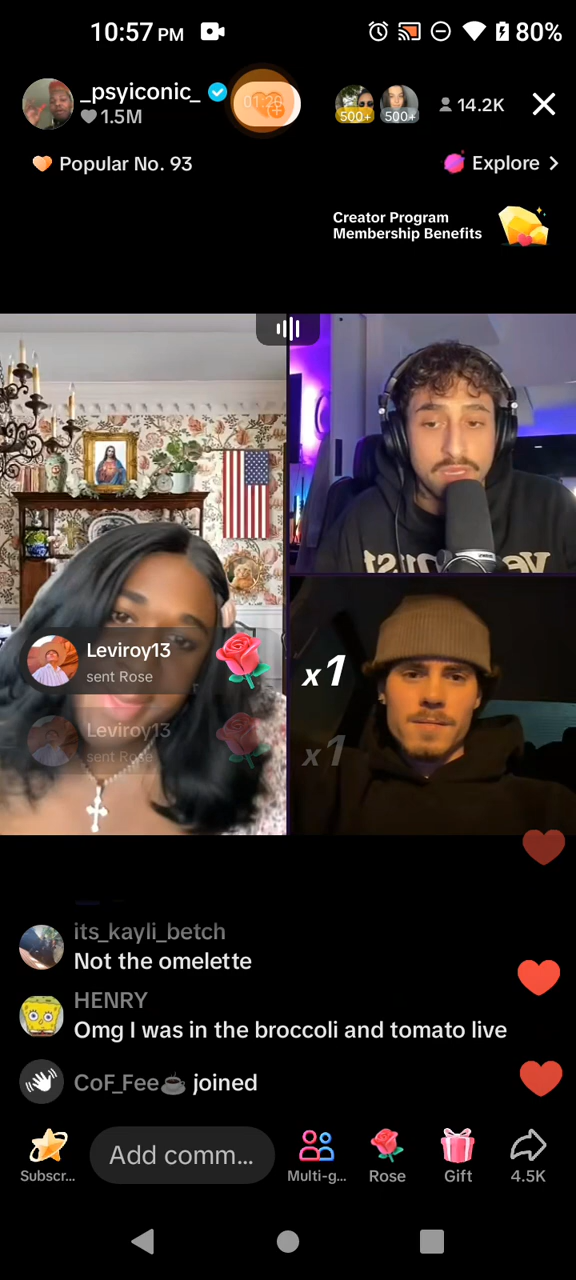 10:57 PM
80%
_psyiconic_
1.5M
01:20
500+
500+
14.2K
Popular No. 93
Explore >
Creator Program
Membership Benefits
Leviroy13
sent Rose
x1
Leviroy13
sent Rose
x1
its_kayli_betch
Not the omelette
HENRY
Omg I was in the broccoli and tomato live
CoF_Fee☕ joined
Subscr...
Add comm...
Multi-g...
Rose
Gift
4.5K